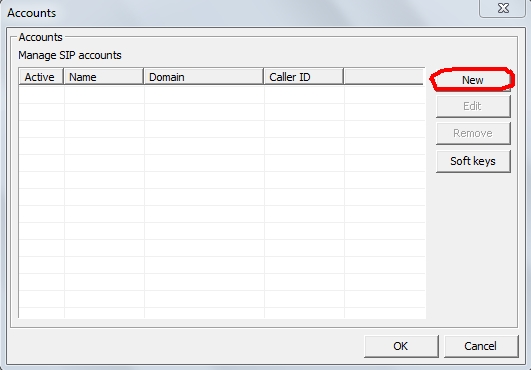 Accounts
Accounts
Manage SIP accounts
Active Name Domain Caller ID
New
Edit
Remove
Soft keys
OK Cancel